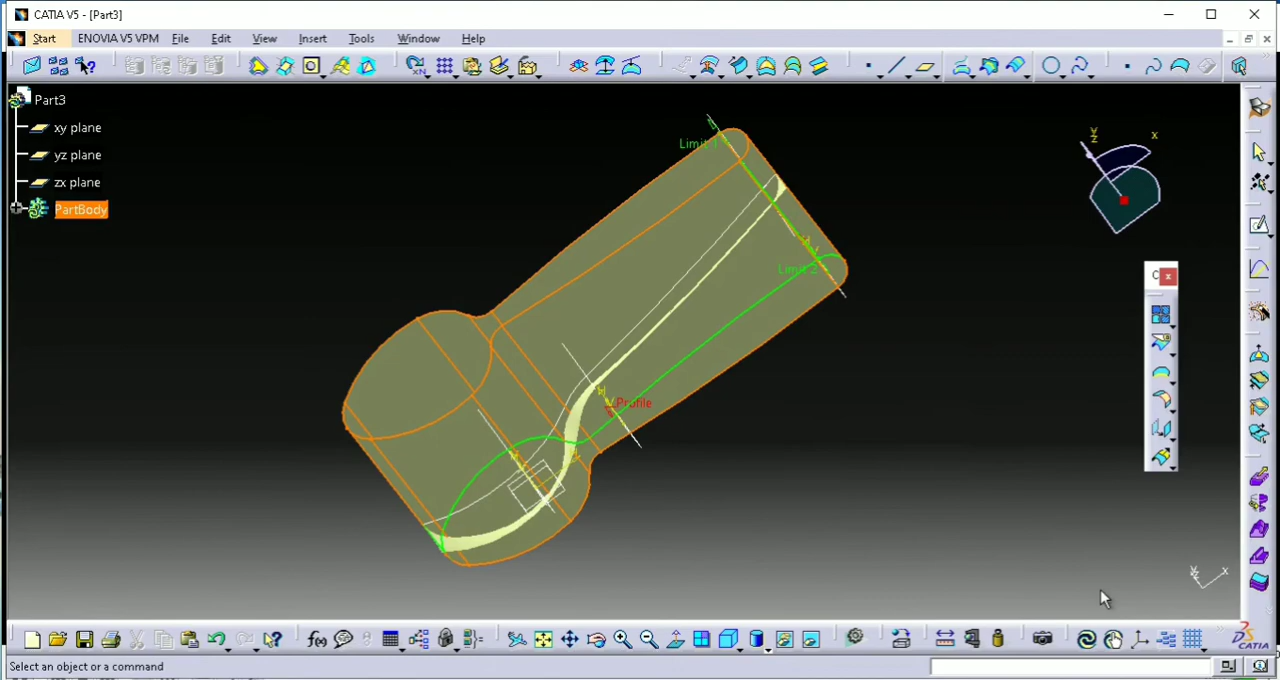 CATIA V5 - [Part3]
Start ENOVIA V5 VPM File Edit View Insert Tools Window Help
Part3
xy plane
yz plane
zx plane
PartBody
Limit 1
Limit 2
Profile
y
z
x
C x
y
z
x
f(x)
CATIA
Select an object or a command